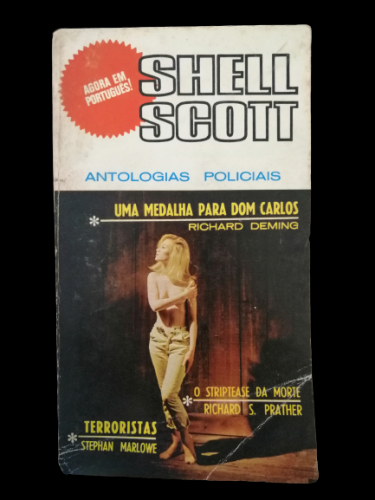 AGORA EM
PORTUGUÊS!
SHELL
SCOTT
ANTOLOGIAS POLICIAIS
* UMA MEDALHA PARA DOM CARLOS
RICHARD DEMING
O STRIPTEASE DA MORTE
* RICHARD S. PRATHER
TERRORISTAS
* STEPHAN MARLOWE